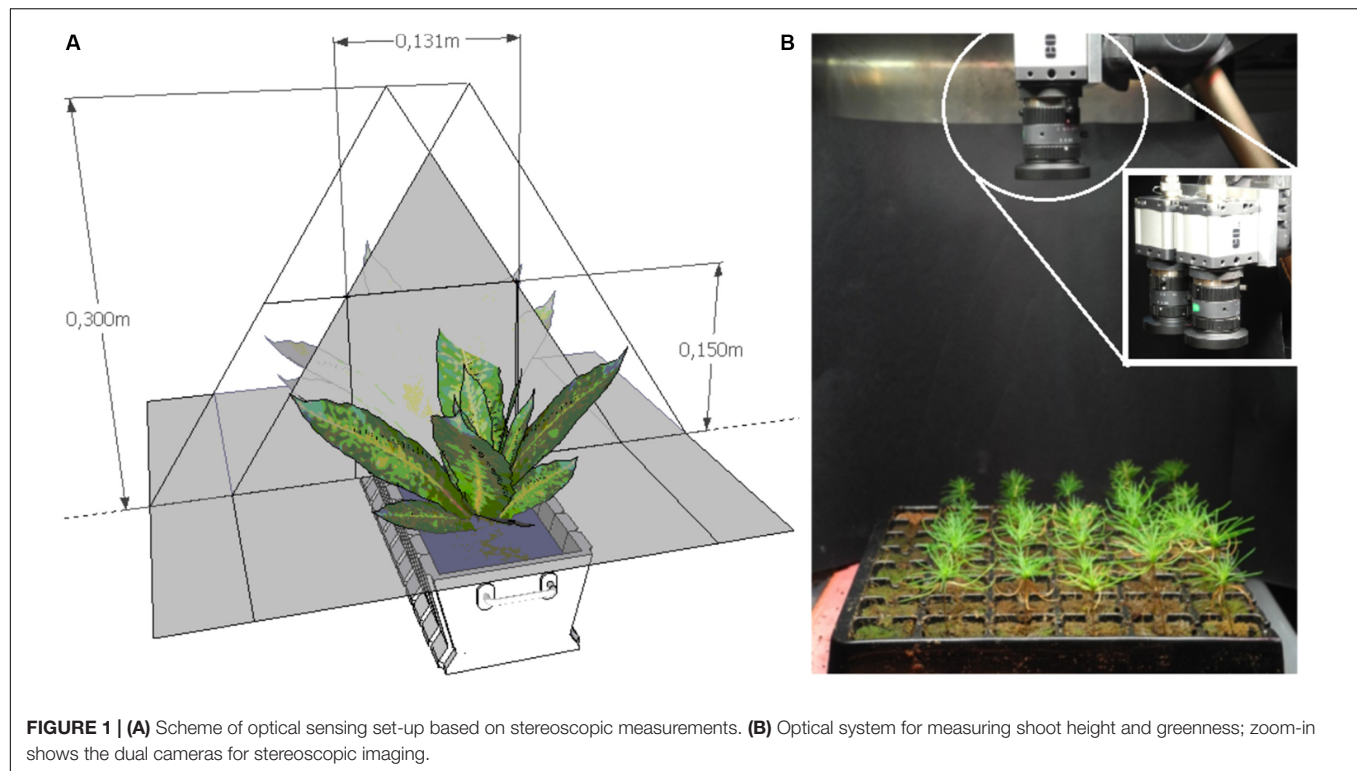 A
0,131m
B
0,300m
0,150m
FIGURE 1 | (A) Scheme of optical sensing set-up based on stereoscopic measurements. (B) Optical system for measuring shoot height and greenness; zoom-in
shows the dual cameras for stereoscopic imaging.